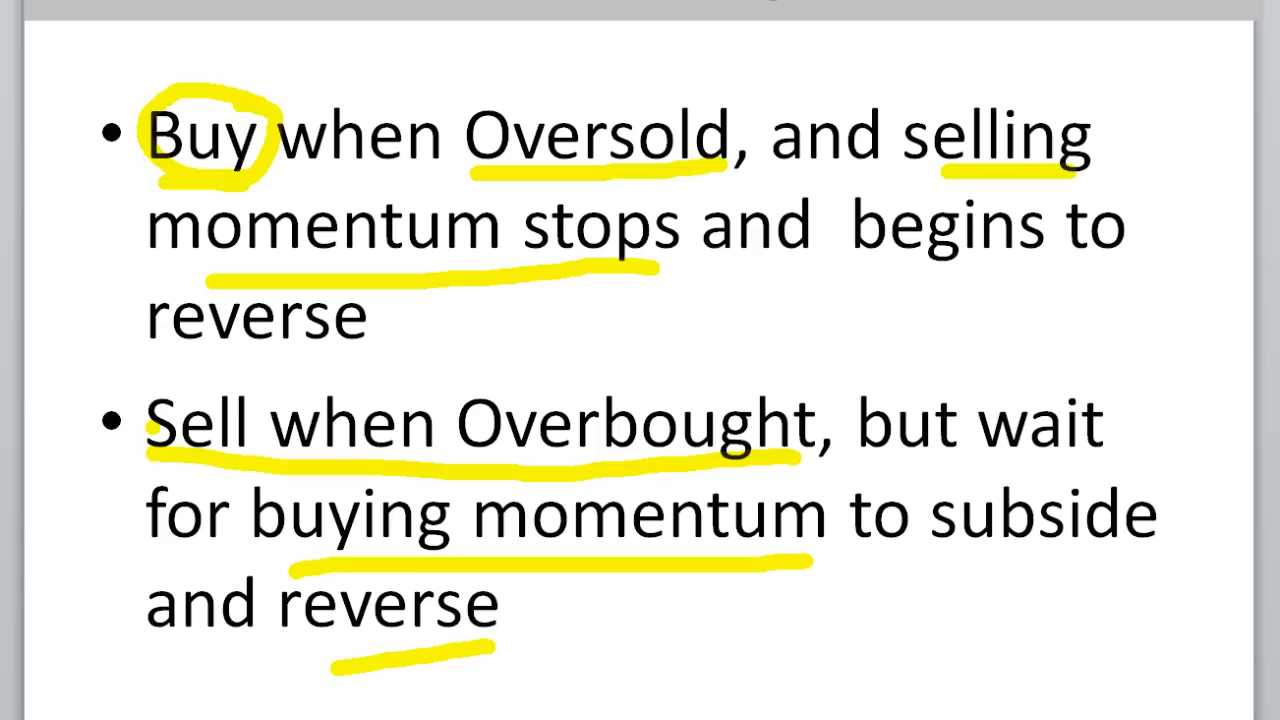 • Buy when Oversold, and selling
momentum stops and  begins to
reverse
• Sell when Overbought, but wait
for buying momentum to subside
and reverse